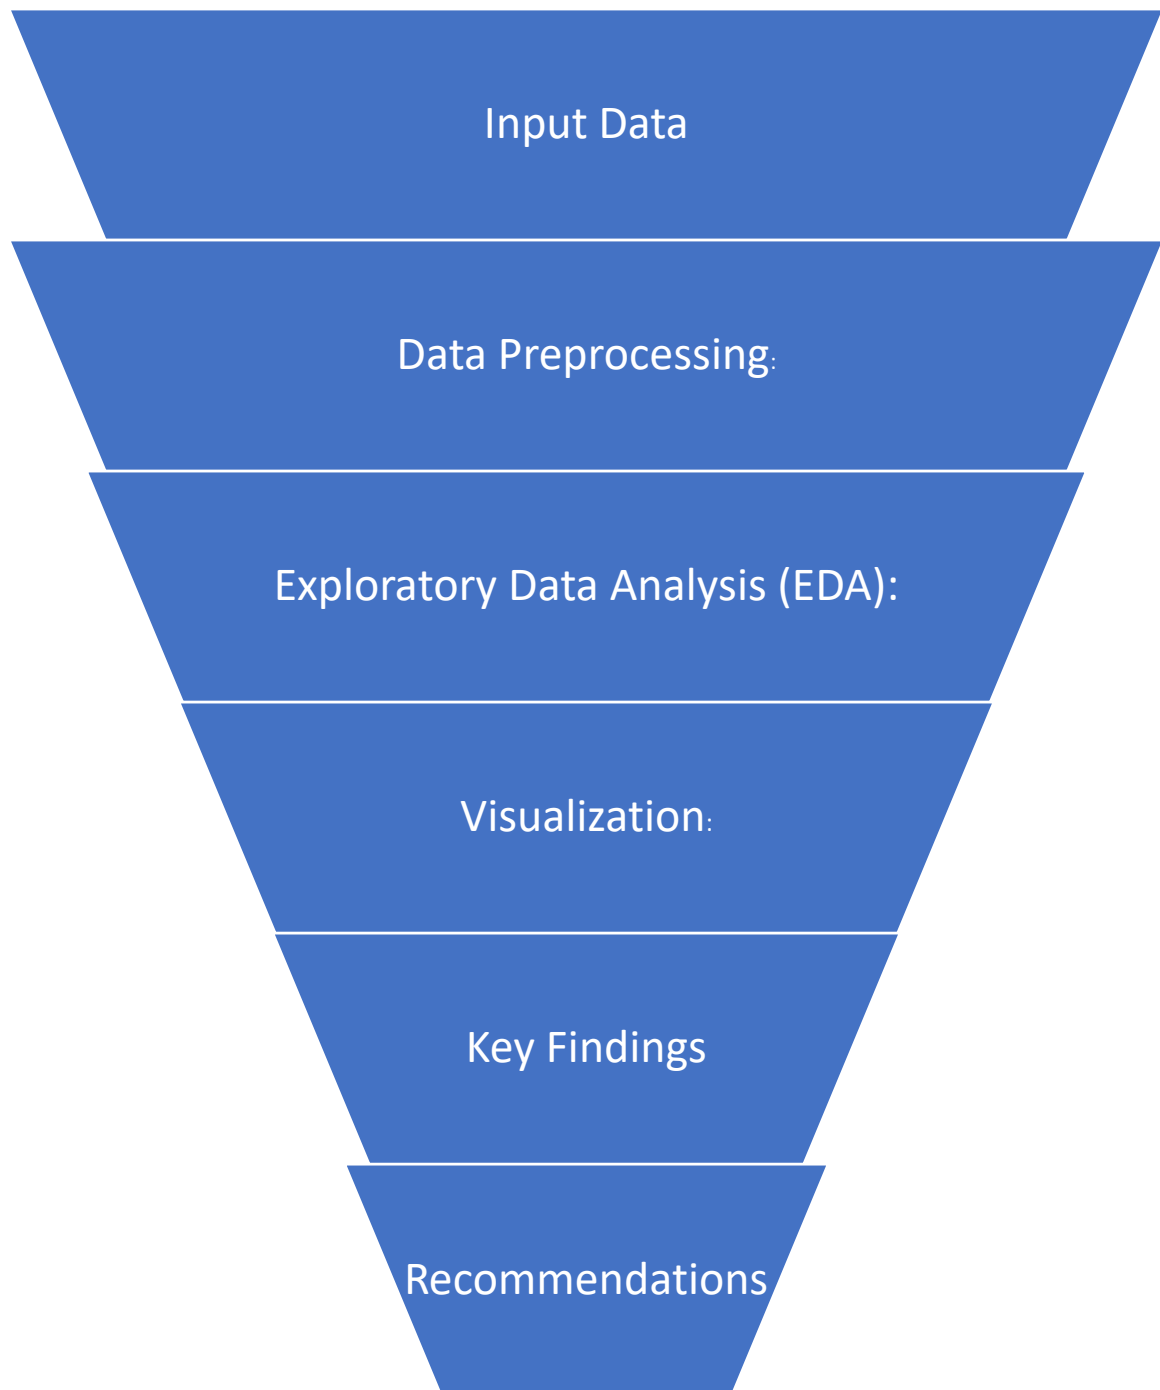 Input Data
Data Preprocessing:
Exploratory Data Analysis (EDA):
Visualization:
Key Findings
Recommendations